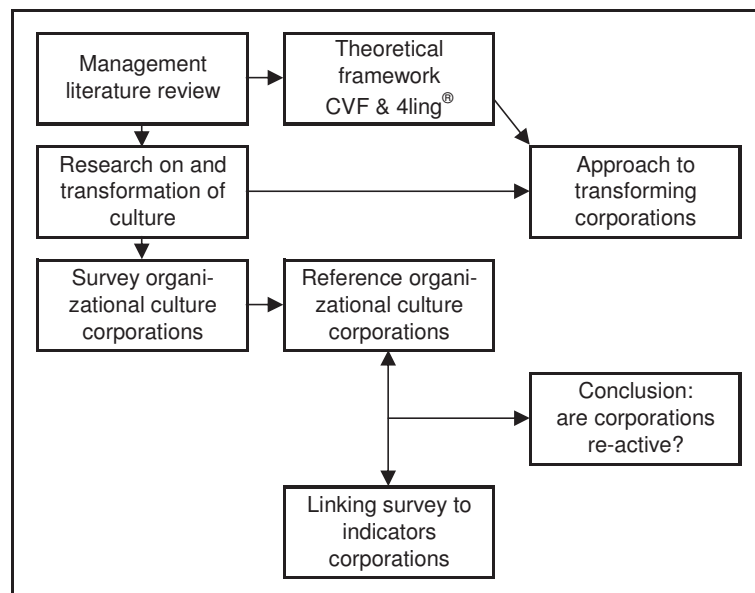 Management
literature review
Theoretical
framework
CVF & 4ling®
Research on and
transformation of
culture
Approach to
transforming
corporations
Survey organi-
zational culture
corporations
Reference organi-
zational culture
corporations
Conclusion:
are corporations
re-active?
Linking survey to
indicators
corporations